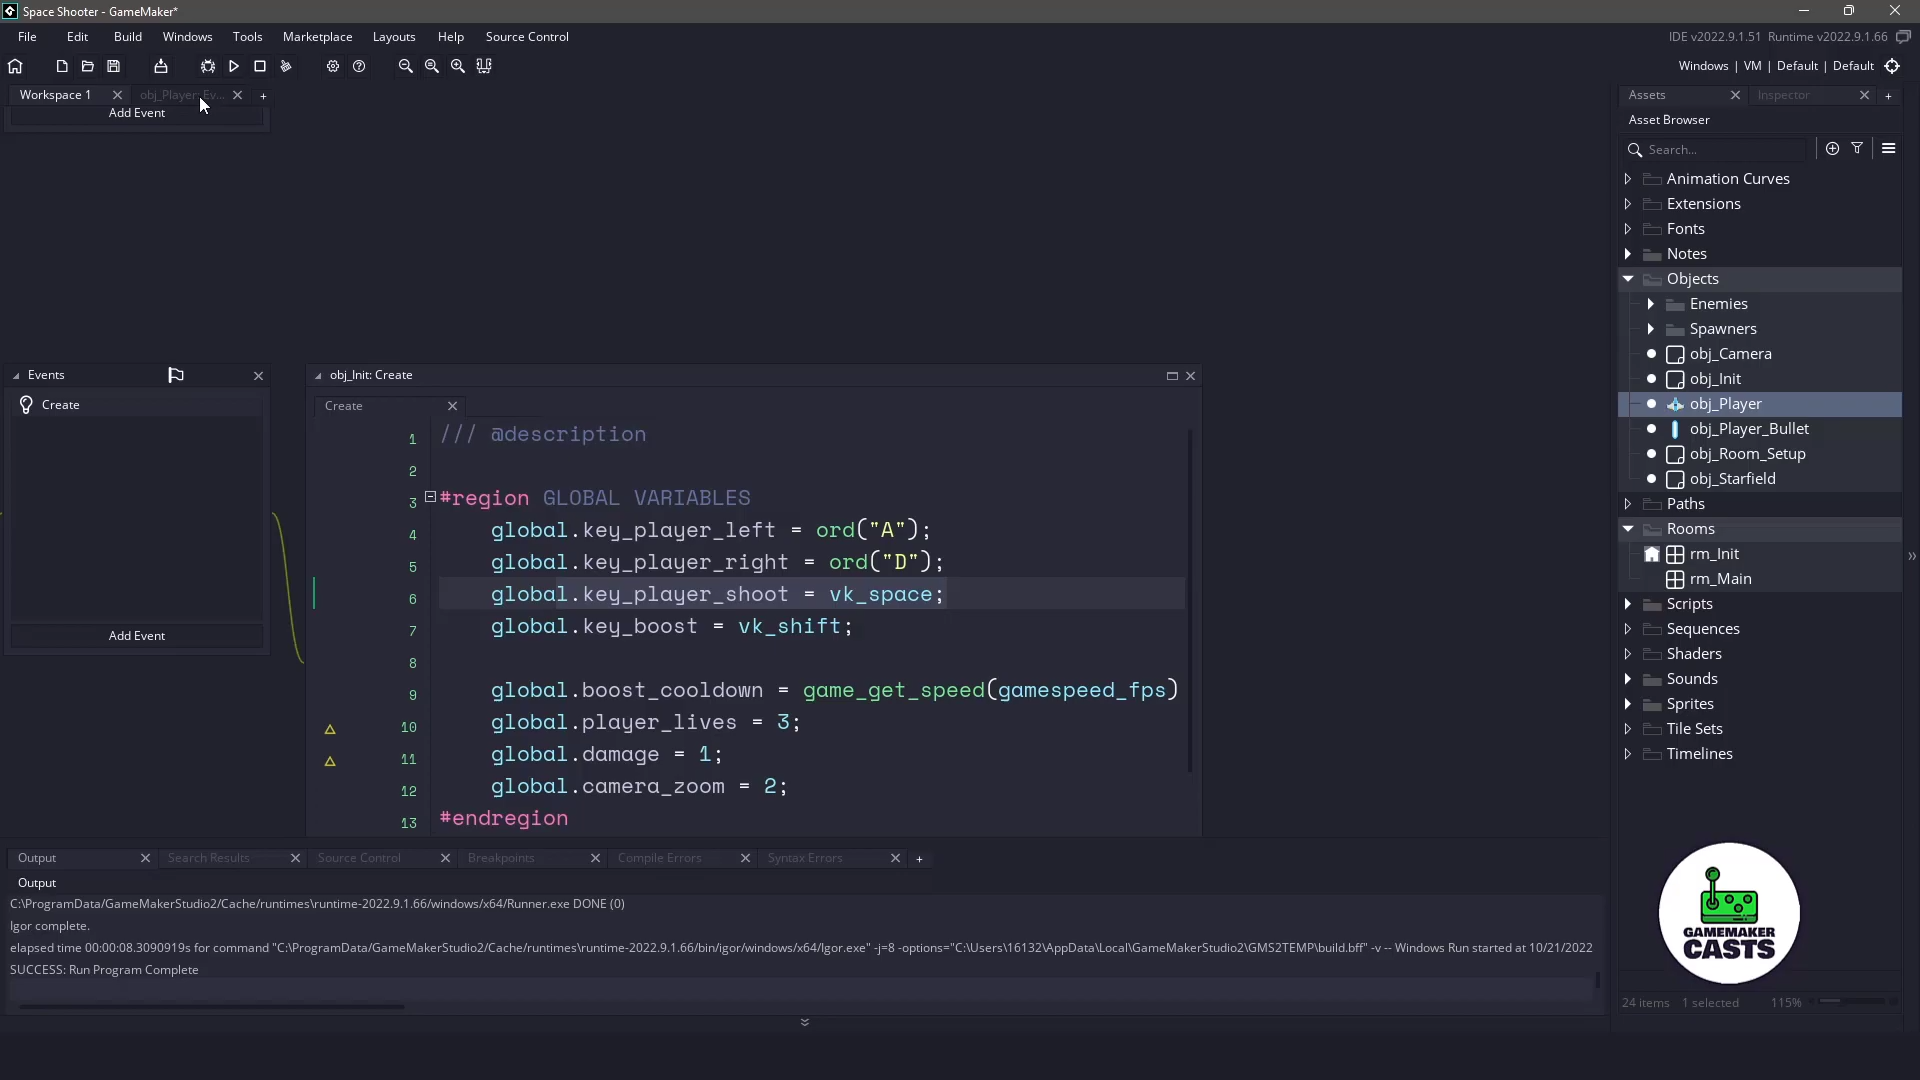 Space Shooter - GameMaker*
File Edit Build Windows Tools Marketplace Layouts Help Source Control
IDE v2022.9.1.51 Runtime v2022.9.1.66
Windows | VM | Default | Default
Workspace 1 obj_Player: Ev...
Add Event
Events
Create
Add Event
obj_Init: Create
Create
1 /// @description
2
3 #region GLOBAL VARIABLES
4 global.key_player_left = ord("A");
5 global.key_player_right = ord("D");
6 global.key_player_shoot = vk_space;
7 global.key_boost = vk_shift;
8
9 global.boost_cooldown = game_get_speed(gamespeed_fps)
10 global.player_lives = 3;
11 global.damage = 1;
12 global.camera_zoom = 2;
13 #endregion
Output Search Results Source Control Breakpoints Compile Errors Syntax Errors
Output
C:\ProgramData/GameMakerStudio2/Cache/runtimes\runtime-2022.9.1.66/windows/x64/Runner.exe DONE (0)
Igor complete.
elapsed time 00:00:08.3090919s for command "C:\ProgramData/GameMakerStudio2/Cache/runtimes\runtime-2022.9.1.66/bin/igor/windows/x64/Igor.exe" -j=8 -options="C:\Users\16132\AppData\Local\GameMakerStudio2\GMS2TEMP\build.bff" -v -- Windows Run started at 10/21/2022
SUCCESS: Run Program Complete
Assets Inspector
Asset Browser
Search...
Animation Curves
Extensions
Fonts
Notes
Objects
Enemies
Spawners
obj_Camera
obj_Init
obj_Player
obj_Player_Bullet
obj_Room_Setup
obj_Starfield
Paths
Rooms
rm_Init
rm_Main
Scripts
Sequences
Shaders
Sounds
Sprites
Tile Sets
Timelines
GAMEMAKER
CASTS
24 items 1 selected 115%